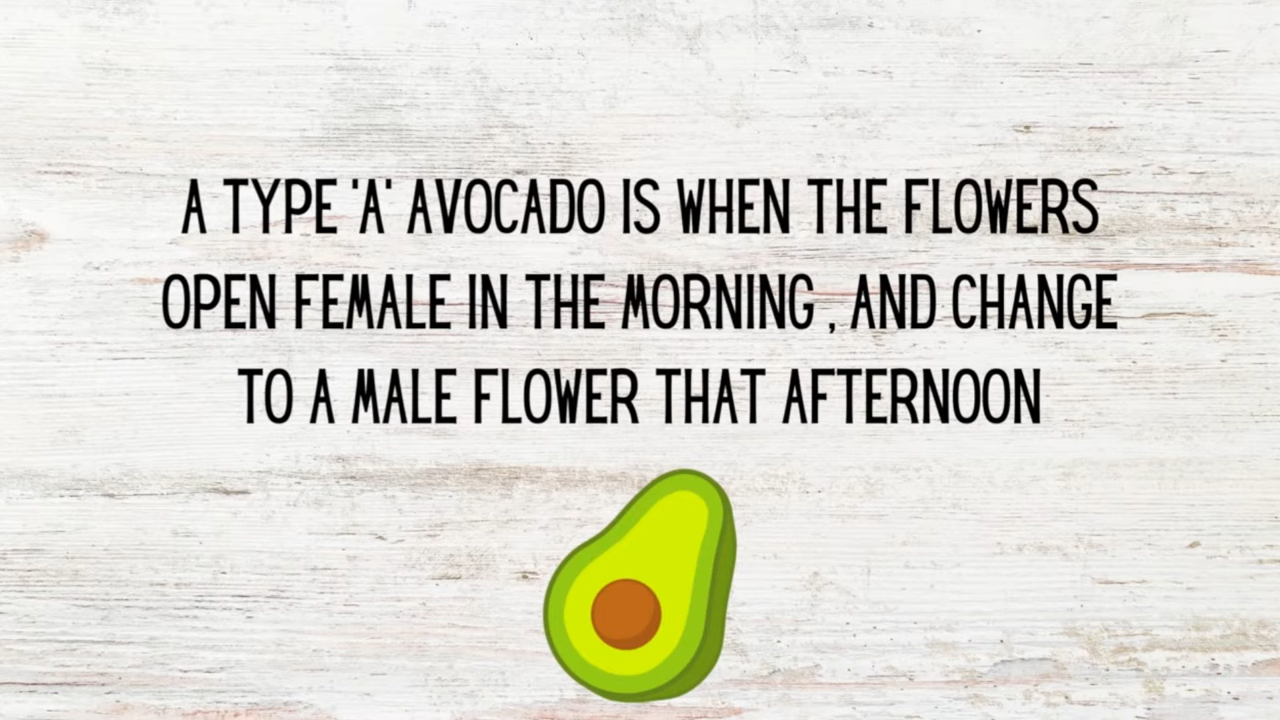 A TYPE 'A' AVOCADO IS WHEN THE FLOWERS
OPEN FEMALE IN THE MORNING , AND CHANGE
TO A MALE FLOWER THAT AFTERNOON